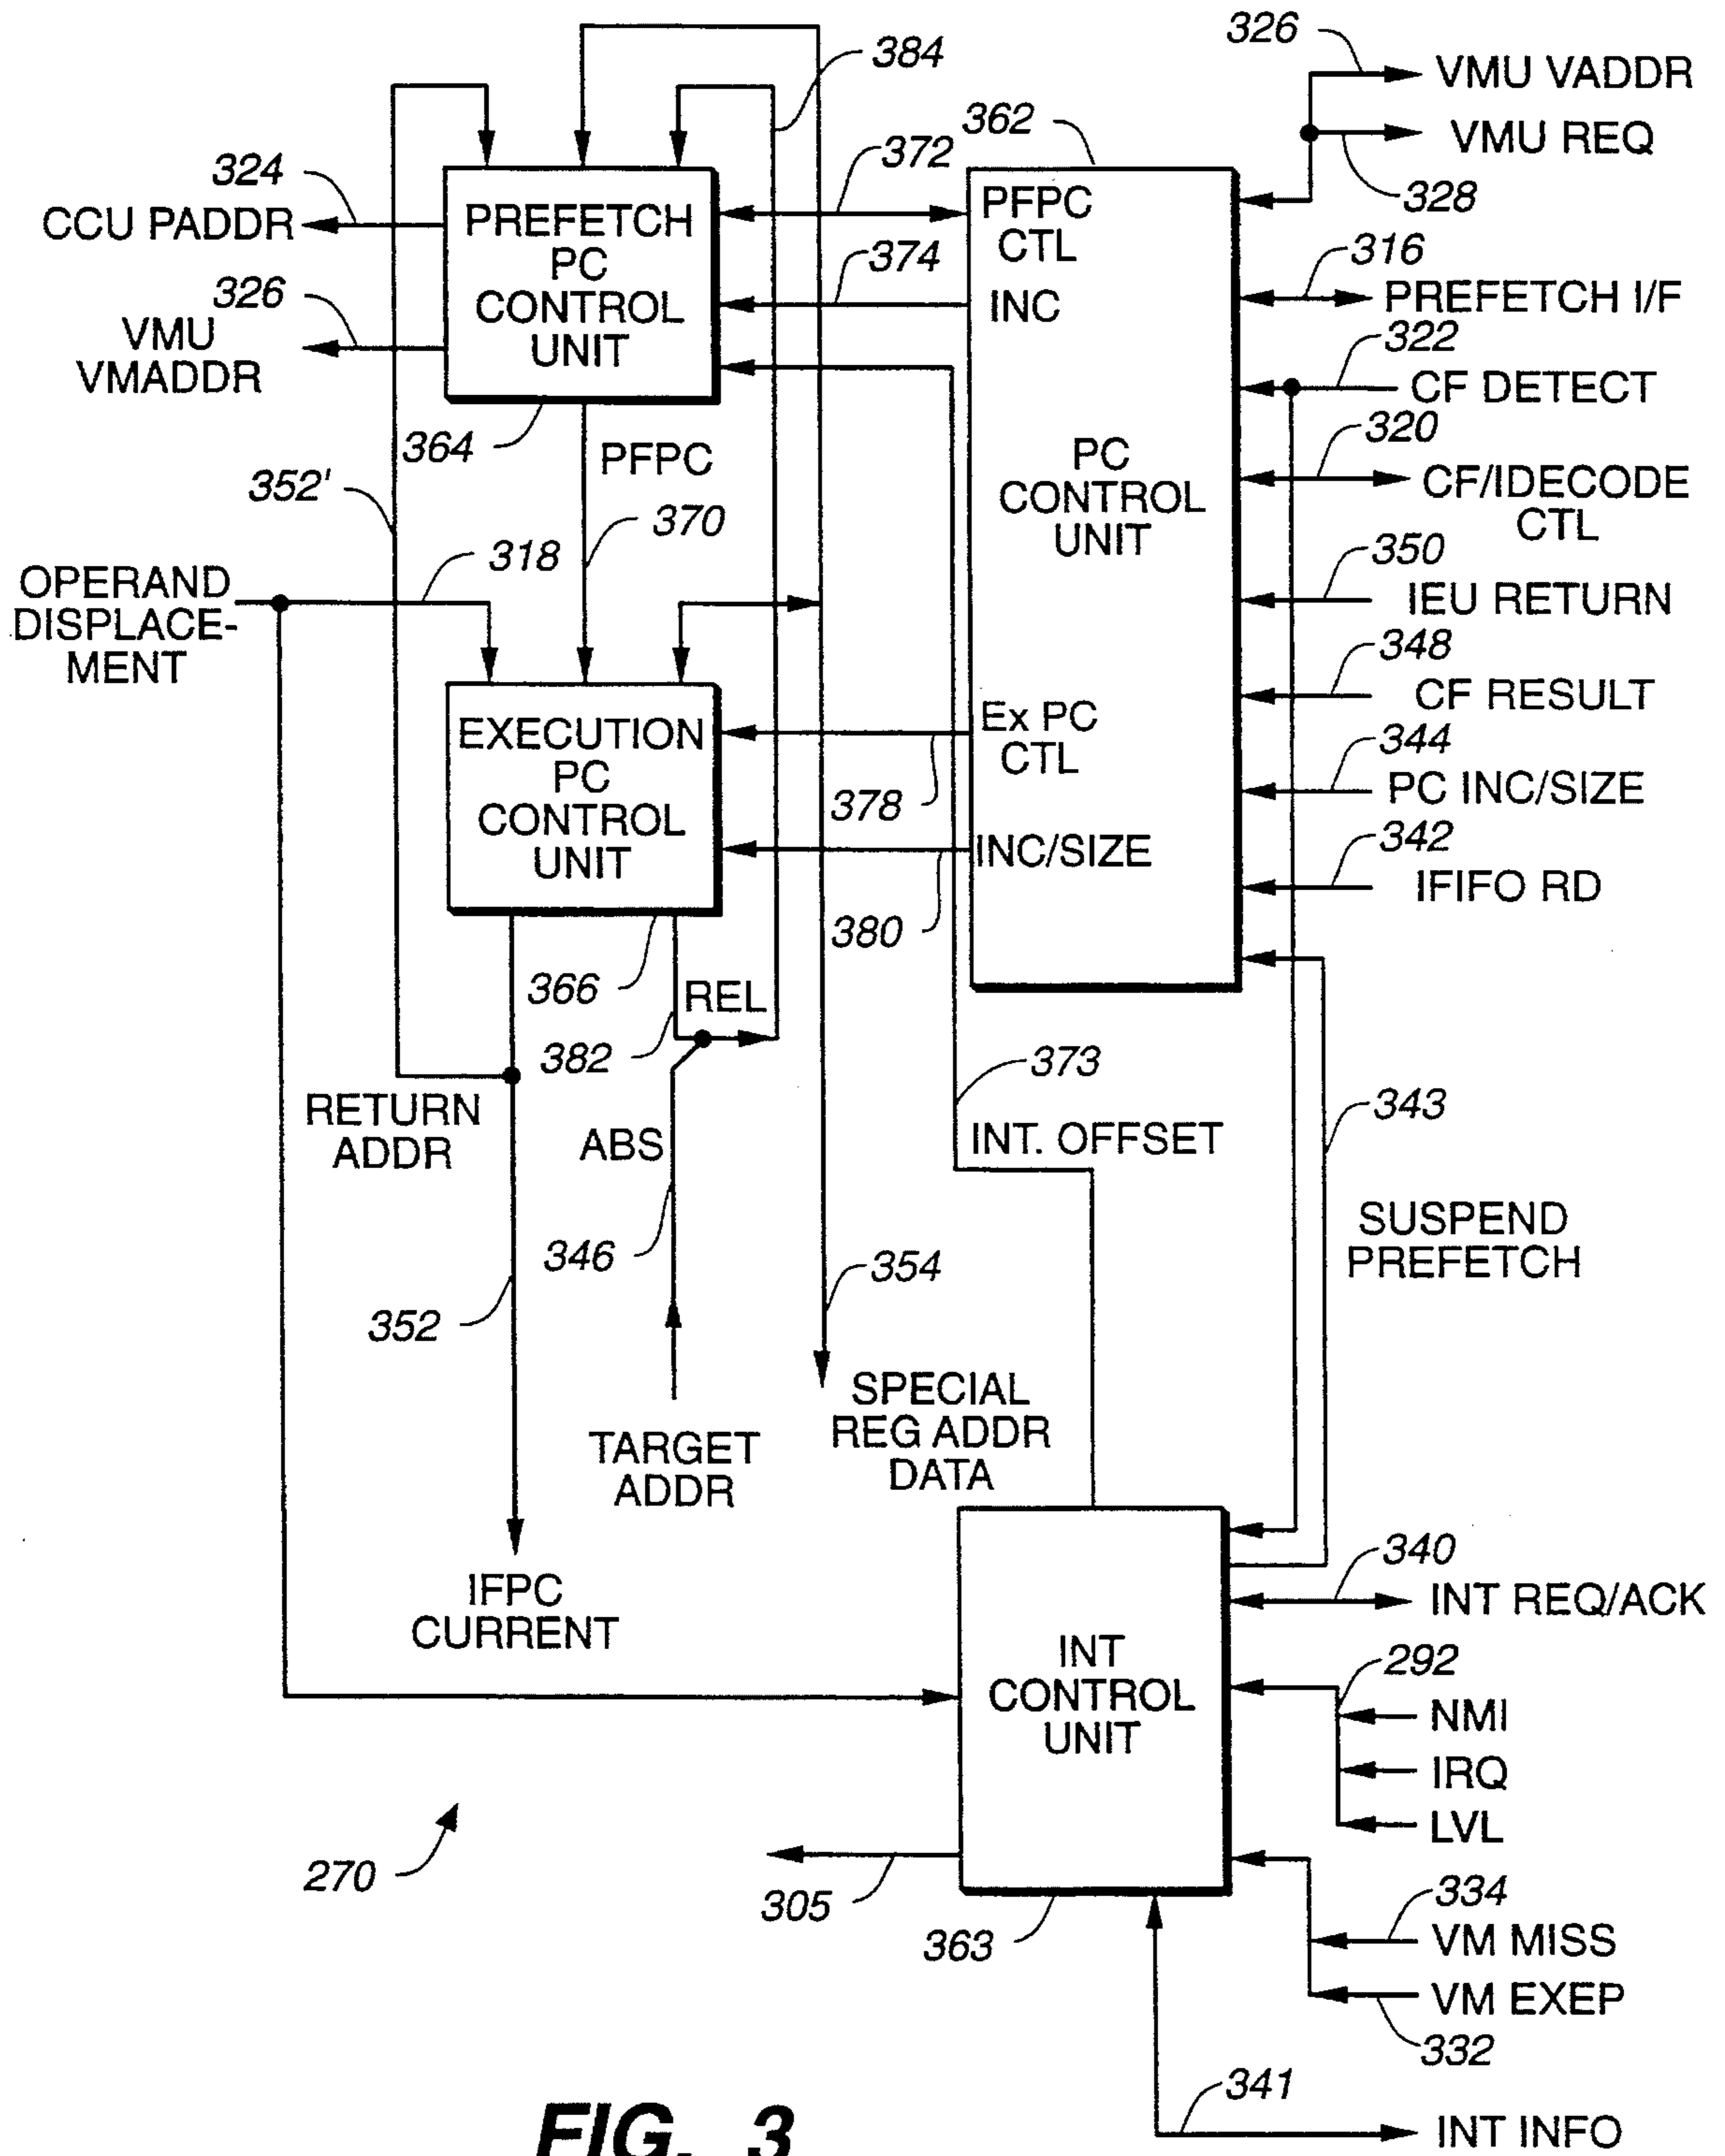 384
326
VMU VADDR
VMU REQ
328
362
372
324
CCU PADDR
326
VMU
VMADDR
PREFETCH
PC
CONTROL
UNIT
PFPC
CTL
374
INC
316
PREFETCH I/F
322
CF DETECT
320
CF/IDECODE
CTL
364
PFPC
352'
370
PC
CONTROL
UNIT
318
OPERAND
DISPLACE-
MENT
350
IEU RETURN
348
CF RESULT
344
PC INC/SIZE
342
IFIFO RD
EXECUTION
PC
CONTROL
UNIT
Ex PC
CTL
378
INC/SIZE
380
366
REL
382
373
343
RETURN
ADDR
ABS
INT. OFFSET
346
SUSPEND
PREFETCH
354
352
TARGET
ADDR
SPECIAL
REG ADDR
DATA
IFPC
CURRENT
340
INT REQ/ACK
INT
CONTROL
UNIT
292
NMI
IRQ
LVL
270
305
363
334
VM MISS
VM EXEP
332
341
INT INFO
FIG. 3